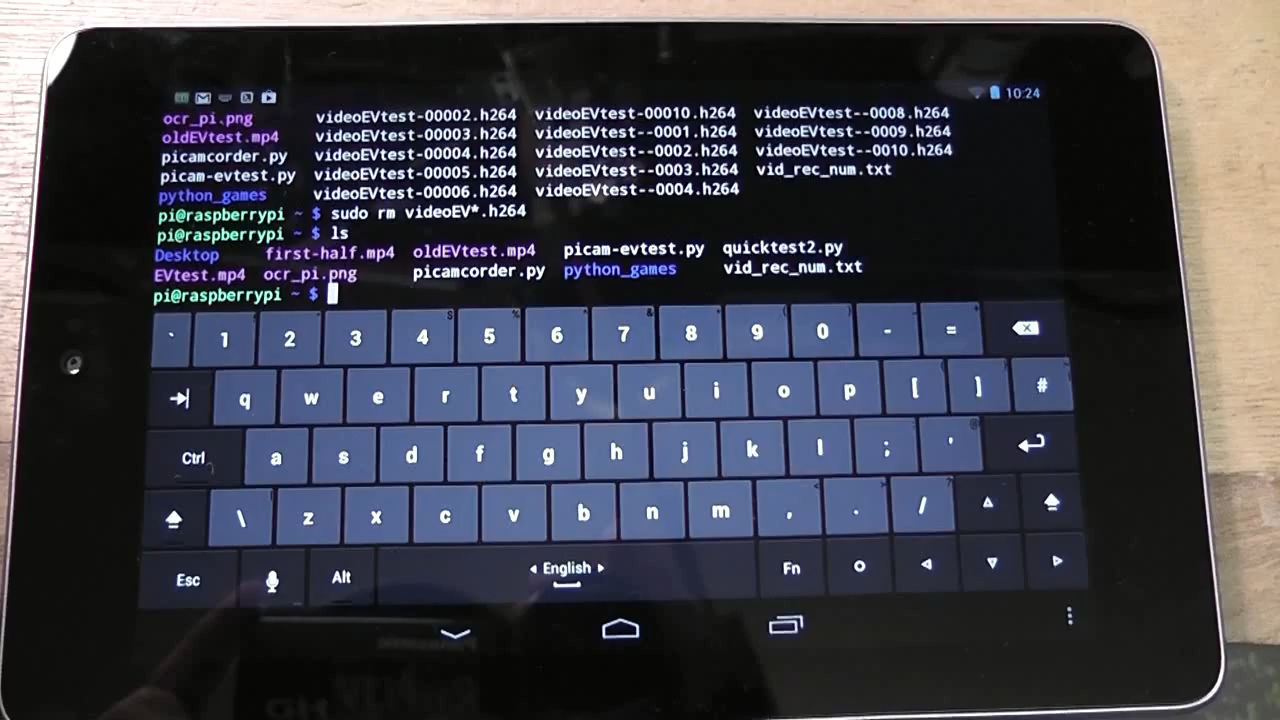 10:24
ocr_pi.png videoEVtest-00002.h264 videoEVtest-00010.h264 videoEVtest--0008.h264
oldEVtest.mp4 videoEVtest-00003.h264 videoEVtest--0001.h264 videoEVtest--0009.h264
picamcorder.py videoEVtest-00004.h264 videoEVtest--0002.h264 videoEVtest--0010.h264
picam-evtest.py videoEVtest-00005.h264 videoEVtest--0003.h264 vid_rec_num.txt
python_games videoEVtest-00006.h264 videoEVtest--0004.h264
pi@raspberrypi ~ $ sudo rm videoEV*.h264
pi@raspberrypi ~ $ ls
Desktop first-half.mp4 oldEVtest.mp4 picam-evtest.py quicktest2.py
EVtest.mp4 ocr_pi.png picamcorder.py python_games vid_rec_num.txt
pi@raspberrypi ~ $
` 1 2 3 4 5 6 7 8 9 0 - =
q w e r t y u i o p [ ] #
Ctrl a s d f g h j k l ; '
\ z x c v b n m , . /
Esc Alt English Fn